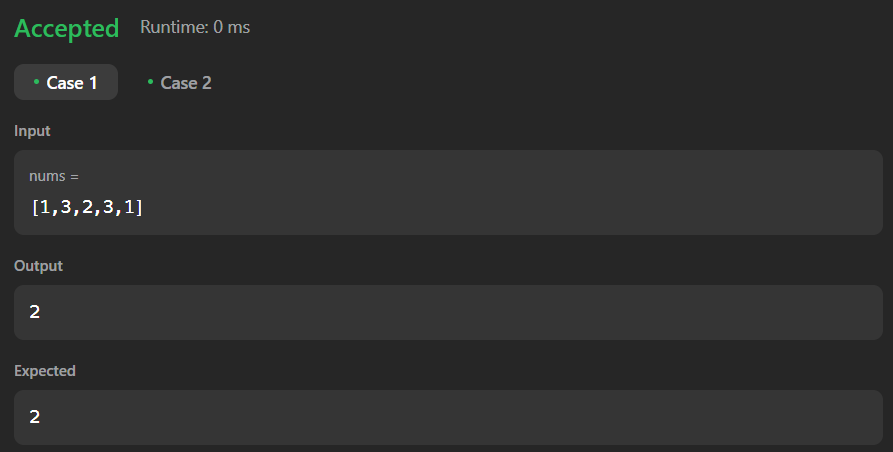 Accepted Runtime: 0 ms
• Case 1 • Case 2
Input
nums =
[1,3,2,3,1]
Output
2
Expected
2